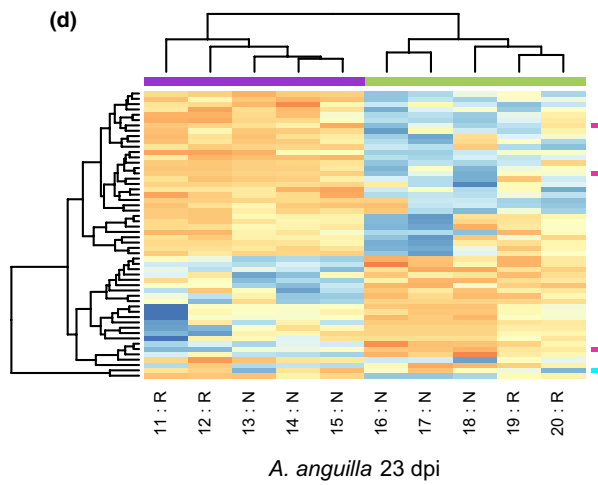 (d)
11 : R
12 : R
13 : N
14 : N
15 : N
16 : N
17 : N
18 : N
19 : R
20 : R
A. anguilla 23 dpi